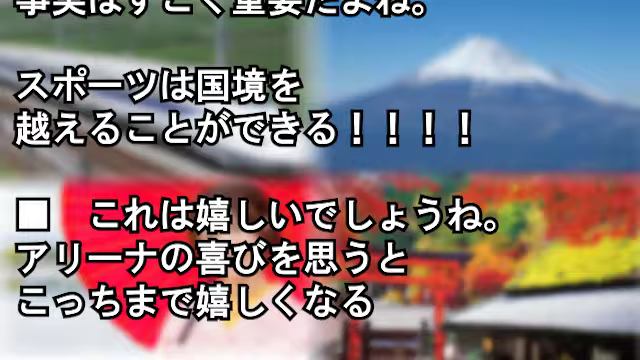 事実はすごく重要だよね。
スポーツは国境を
越えることができる！！！！
■　これは嬉しいでしょうね。
アリーナの喜びを思うと
こっちまで嬉しくなる